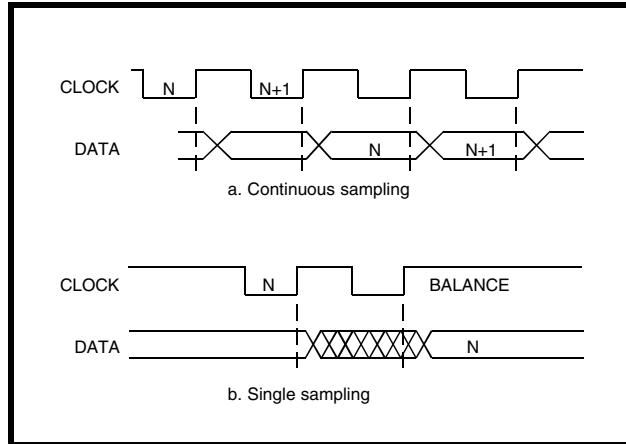 CLOCK N N+1
DATA N N+1
a. Continuous sampling
CLOCK N BALANCE
DATA N
b. Single sampling